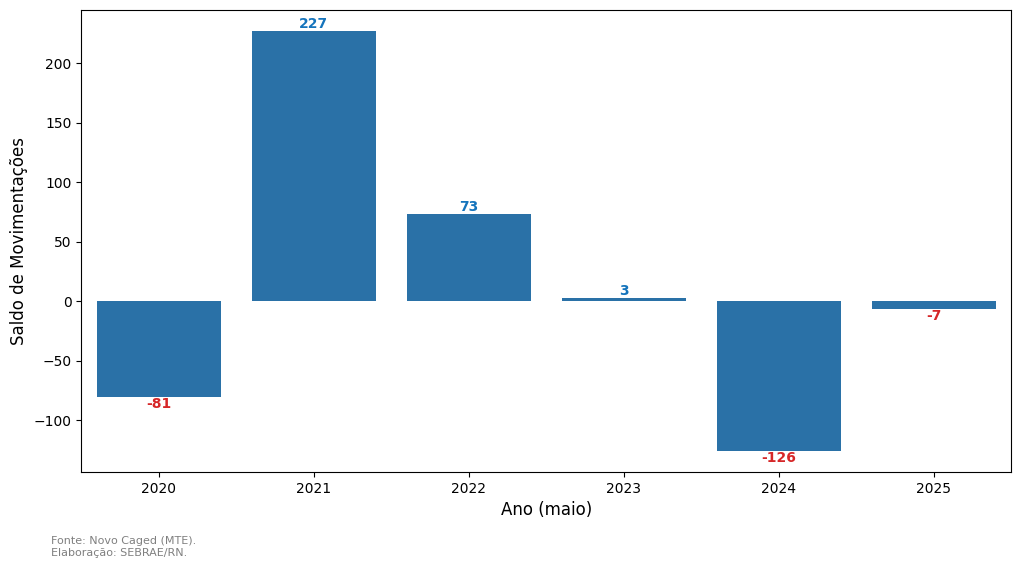 227
200
150
100
73
50
3
0
-7
−50
-81
−100
-126
Saldo de Movimentações
2020 2021 2022 2023 2024 2025
Ano (maio)
Fonte: Novo Caged (MTE).
Elaboração: SEBRAE/RN.